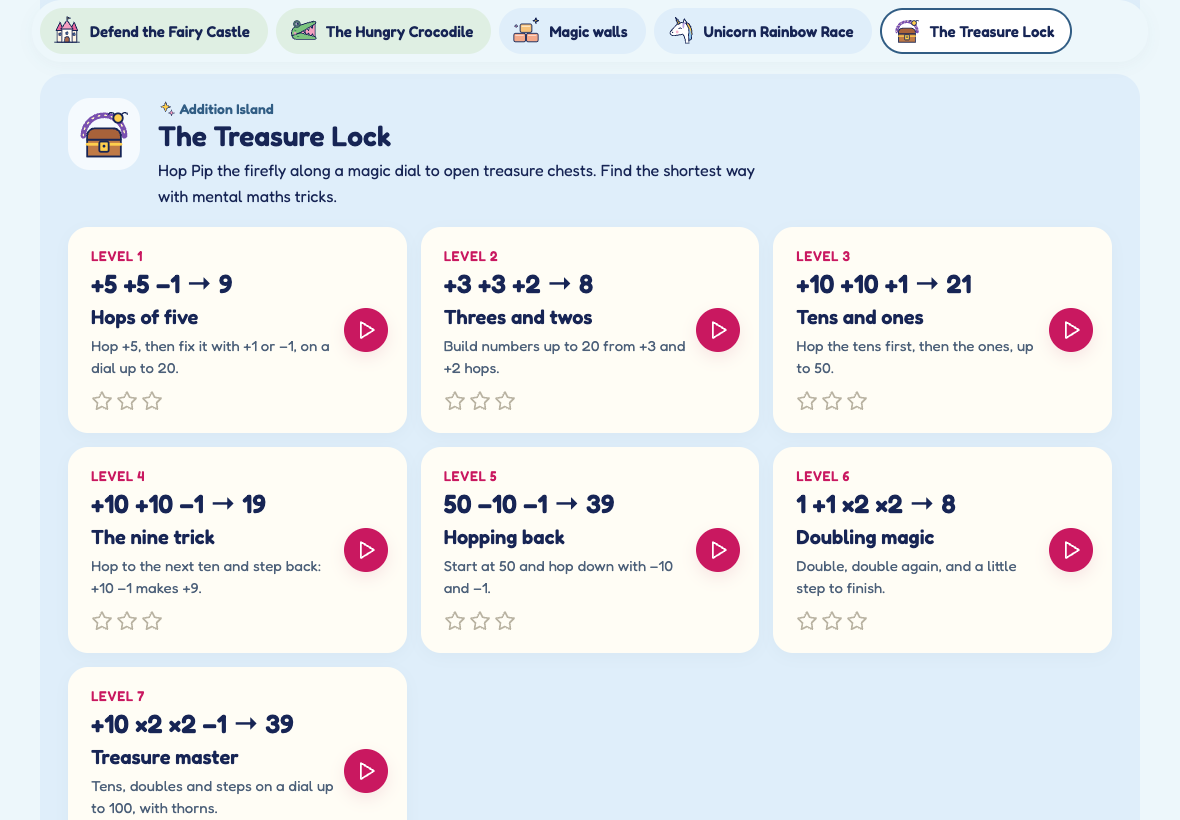 Defend the Fairy Castle
The Hungry Crocodile
Magic walls
Unicorn Rainbow Race
The Treasure Lock
Addition Island
The Treasure Lock
Hop Pip the firefly along a magic dial to open treasure chests. Find the shortest way
with mental maths tricks.
LEVEL 1
+5 +5 −1 → 9
Hops of five
Hop +5, then fix it with +1 or −1, on a
dial up to 20.
LEVEL 2
+3 +3 +2 → 8
Threes and twos
Build numbers up to 20 from +3 and
+2 hops.
LEVEL 3
+10 +10 +1 → 21
Tens and ones
Hop the tens first, then the ones, up
to 50.
LEVEL 4
+10 +10 −1 → 19
The nine trick
Hop to the next ten and step back:
+10 −1 makes +9.
LEVEL 5
50 −10 −1 → 39
Hopping back
Start at 50 and hop down with −10
and −1.
LEVEL 6
1 +1 ×2 ×2 → 8
Doubling magic
Double, double again, and a little
step to finish.
LEVEL 7
+10 ×2 ×2 −1 → 39
Treasure master
Tens, doubles and steps on a dial up
to 100, with thorns.